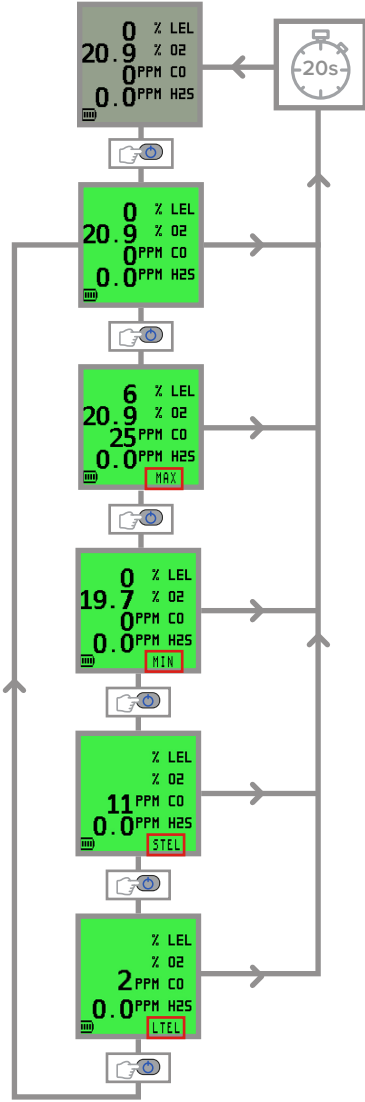 0 % LEL
20.9 % O2
0 PPM CO
0.0 PPM H2S
20s
0 % LEL
20.9 % O2
0 PPM CO
0.0 PPM H2S
6 % LEL
20.9 % O2
25 PPM CO
0.0 PPM H2S
MAX
0 % LEL
19.7 % O2
0 PPM CO
0.0 PPM H2S
MIN
% LEL
% O2
11 PPM CO
0.0 PPM H2S
STEL
% LEL
% O2
2 PPM CO
0.0 PPM H2S
LTEL